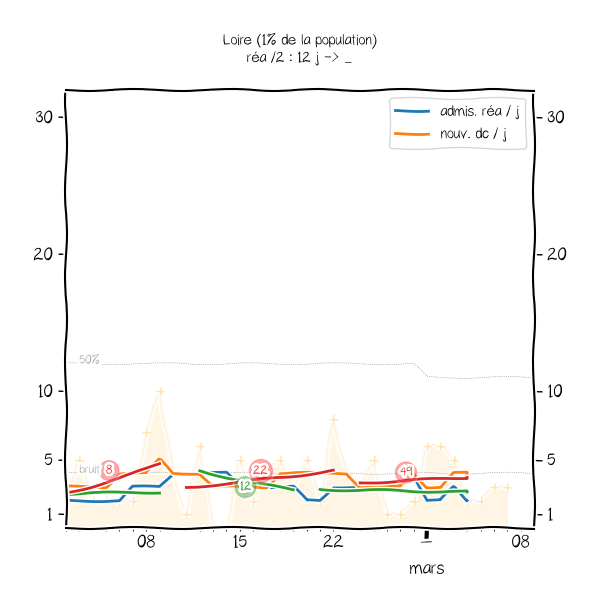 Loire (1% de la population)
réa /2 : 12 j -> _
admis. réa / j
nouv. dc / j
30 30
20 20
50%
10 10
5 5
bruit 8 22 49
12
1 1
08 15 22 1 08
mars